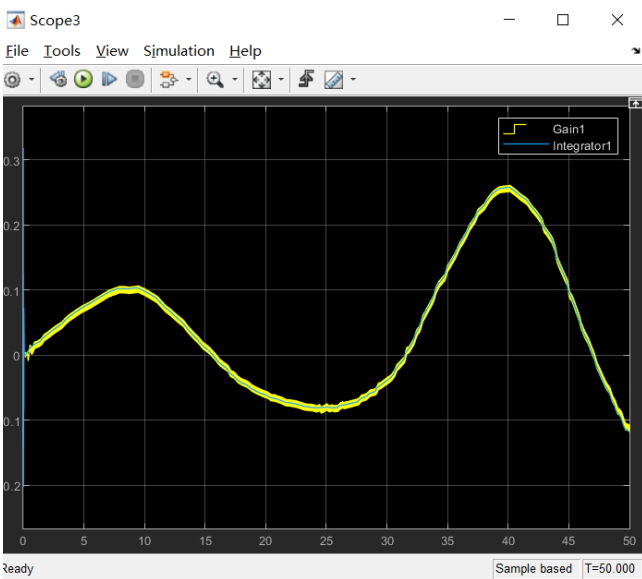 Scope3
File Tools View Simulation Help
Gain1
Integrator1
0.3
0.2
0.1
0
0.1
0.2
0 5 10 15 20 25 30 35 40 45 50
Ready Sample based T=50.000